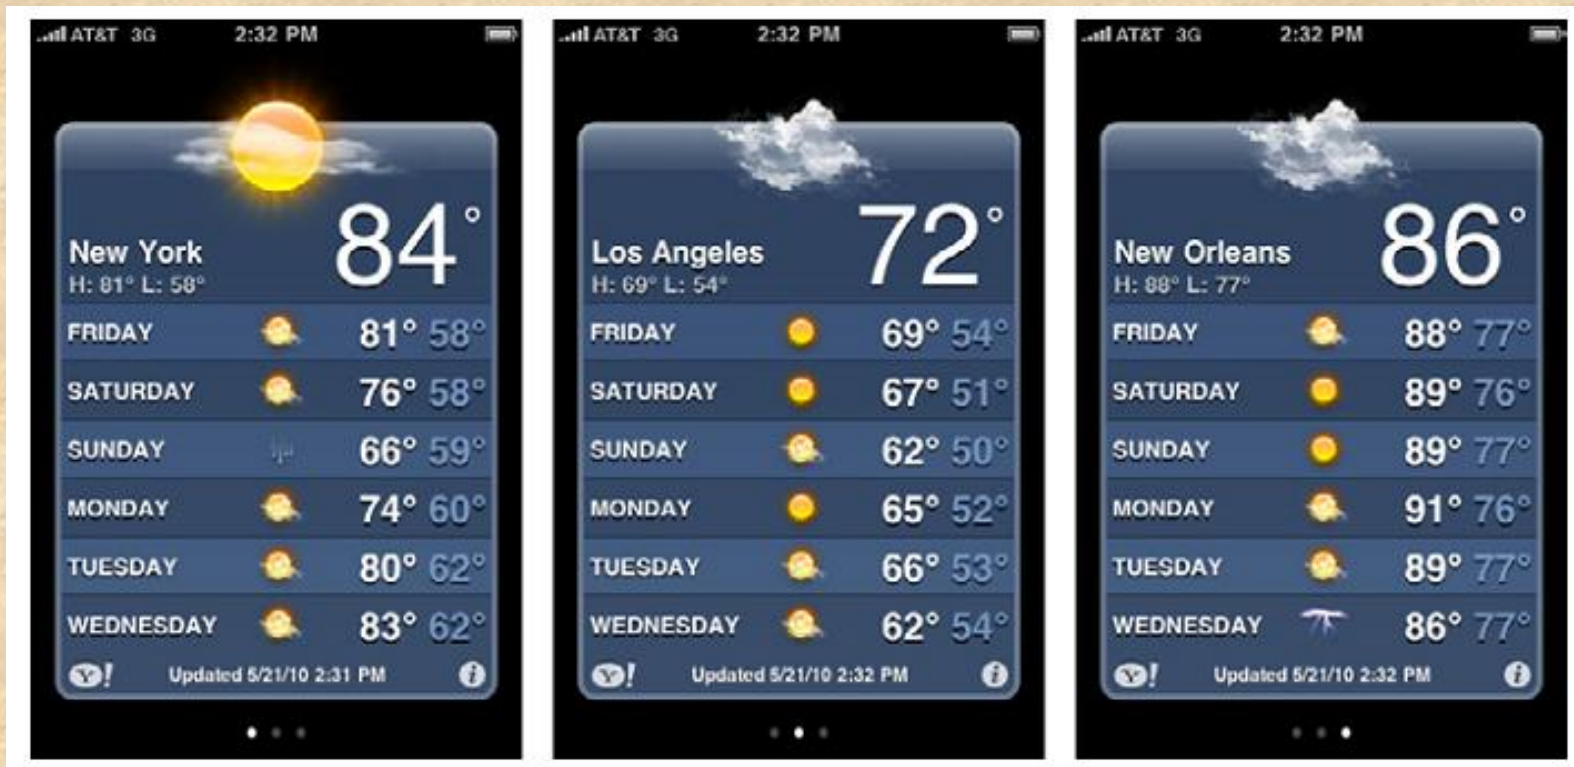 AT&T 3G 2:32 PM
84°
New York
H: 81° L: 58°
FRIDAY 81° 58°
SATURDAY 76° 58°
SUNDAY 66° 59°
MONDAY 74° 60°
TUESDAY 80° 62°
WEDNESDAY 83° 62°
Y! Updated 5/21/10 2:31 PM i
AT&T 3G 2:32 PM
72°
Los Angeles
H: 69° L: 54°
FRIDAY 69° 54°
SATURDAY 67° 51°
SUNDAY 62° 50°
MONDAY 65° 52°
TUESDAY 66° 53°
WEDNESDAY 62° 54°
Y! Updated 5/21/10 2:32 PM i
AT&T 3G 2:32 PM
86°
New Orleans
H: 88° L: 77°
FRIDAY 88° 77°
SATURDAY 89° 76°
SUNDAY 89° 77°
MONDAY 91° 76°
TUESDAY 89° 77°
WEDNESDAY 86° 77°
Y! Updated 5/21/10 2:32 PM i